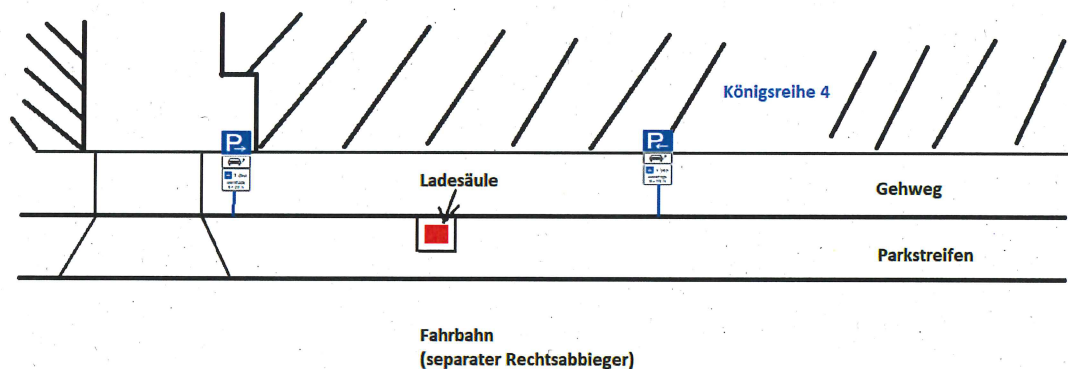 Königsreihe 4
P
P
Ladesäule
Gehweg
Parkstreifen
Fahrbahn
(separater Rechtsabbieger)